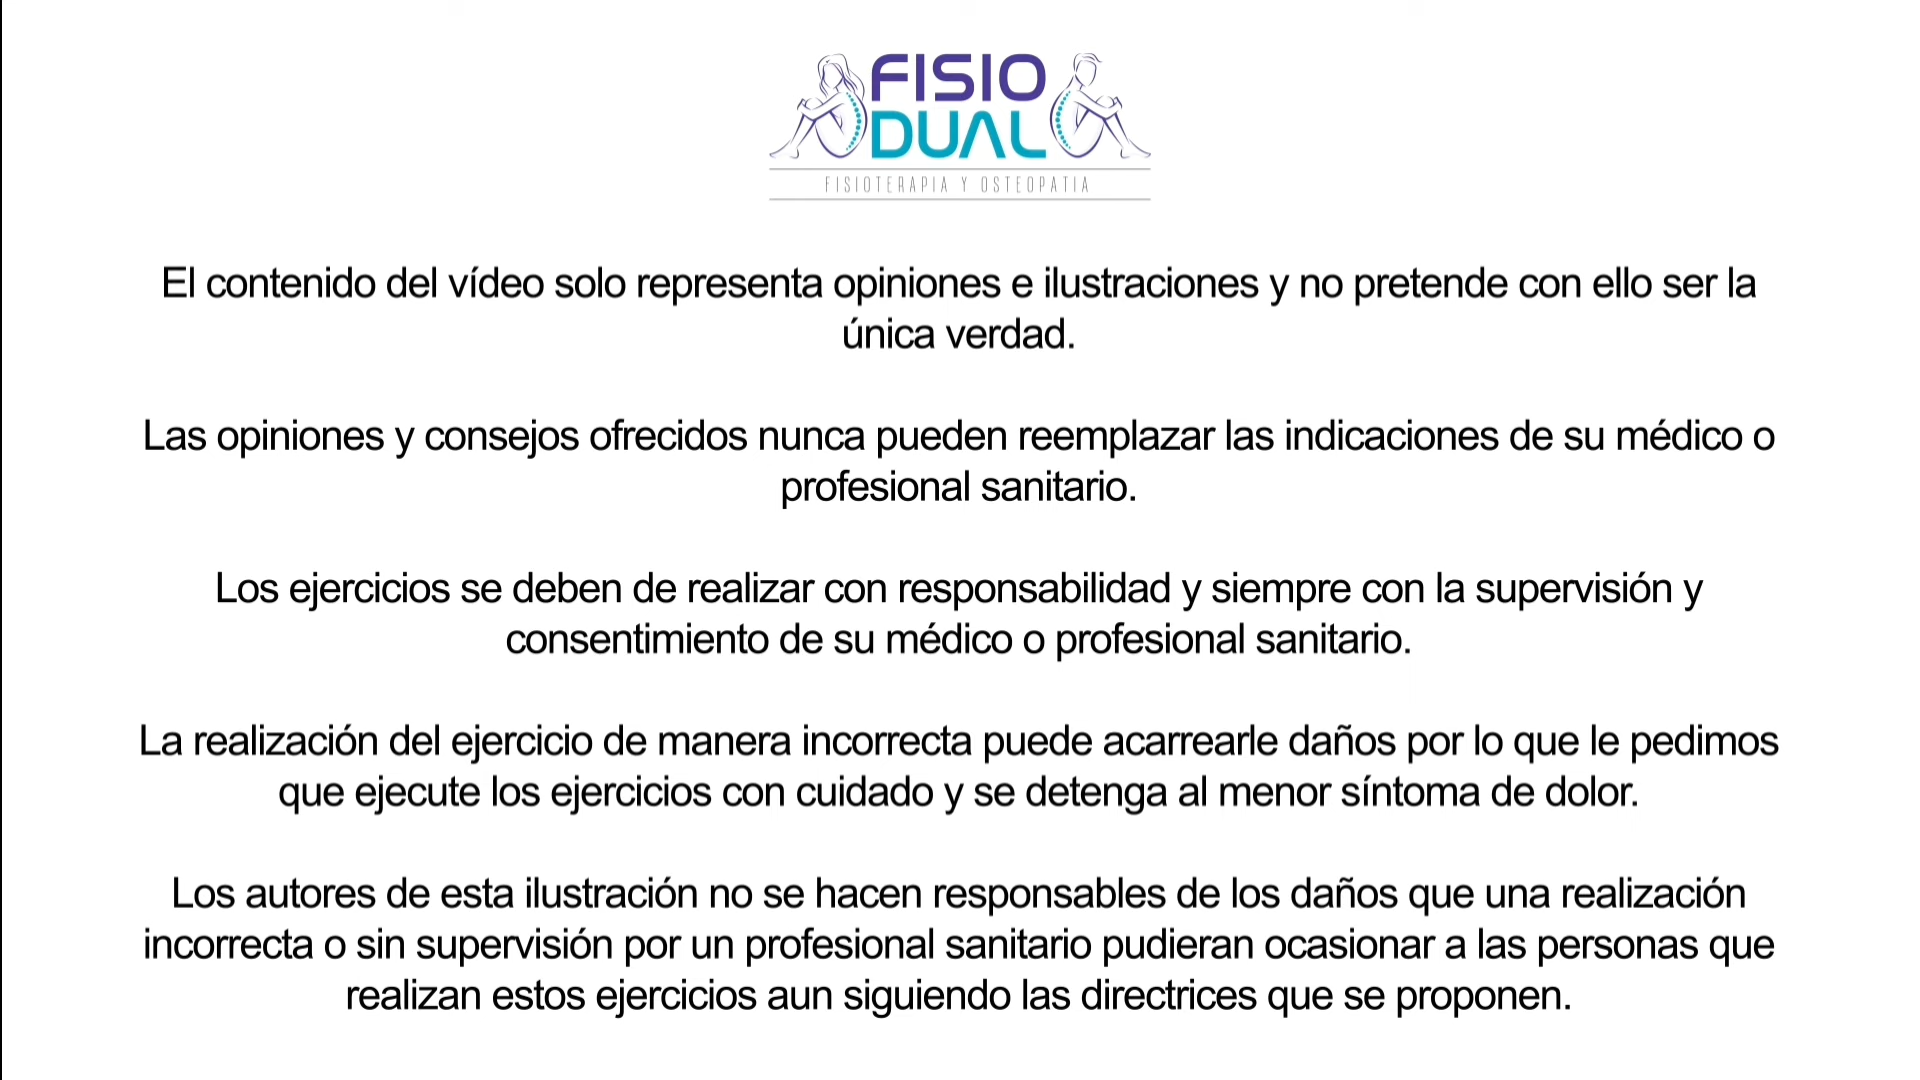 FISIO
DUAL
FISIOTERAPIA Y OSTEOPATIA
El contenido del vídeo solo representa opiniones e ilustraciones y no pretende con ello ser la
única verdad.
Las opiniones y consejos ofrecidos nunca pueden reemplazar las indicaciones de su médico o
profesional sanitario.
Los ejercicios se deben de realizar con responsabilidad y siempre con la supervisión y
consentimiento de su médico o profesional sanitario.
La realización del ejercicio de manera incorrecta puede acarrearle daños por lo que le pedimos
que ejecute los ejercicios con cuidado y se detenga al menor síntoma de dolor.
Los autores de esta ilustración no se hacen responsables de los daños que una realización
incorrecta o sin supervisión por un profesional sanitario pudieran ocasionar a las personas que
realizan estos ejercicios aun siguiendo las directrices que se proponen.